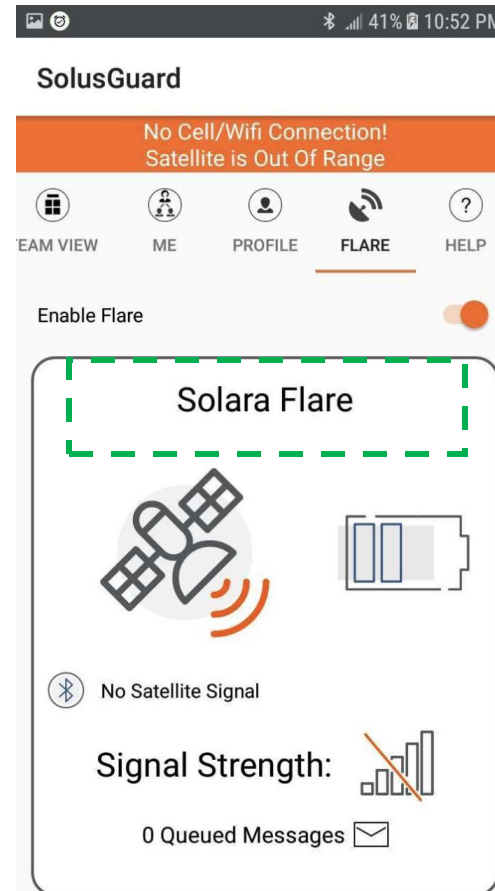 41% 10:52 PM
SolusGuard
No Cell/Wifi Connection!
Satellite is Out Of Range
EAM VIEW ME PROFILE FLARE HELP
Enable Flare
Solara Flare
No Satellite Signal
Signal Strength:
0 Queued Messages